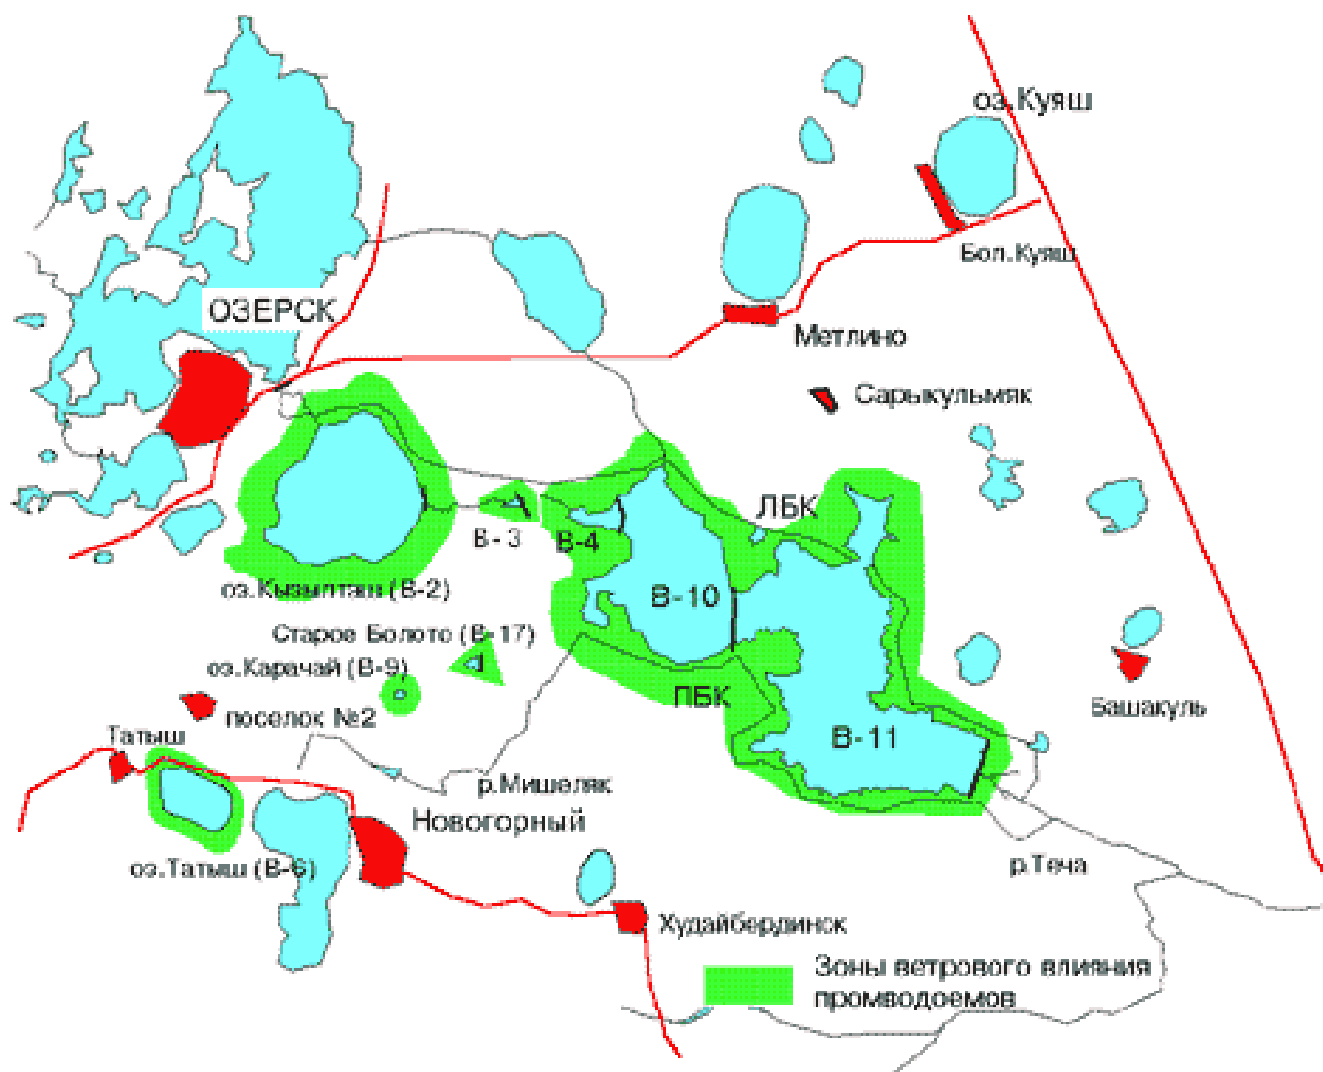 оз.Куяш
Бол.Куяш
ОЗЕРСК
Метлино
Сарыкульмяк
ЛБК
В-3
В-4
оз.Кызылташ (В-2)
В-10
Старое Болото (В-17)
оз.Карачай (В-9)
ПБК
поселок №2
Башакуль
Татыш
В-11
р.Мишеляк
Новогорный
оз.Татыш (В-6)
р.Теча
Худайбердинск
Зоны ветрового влияния
промводоемов